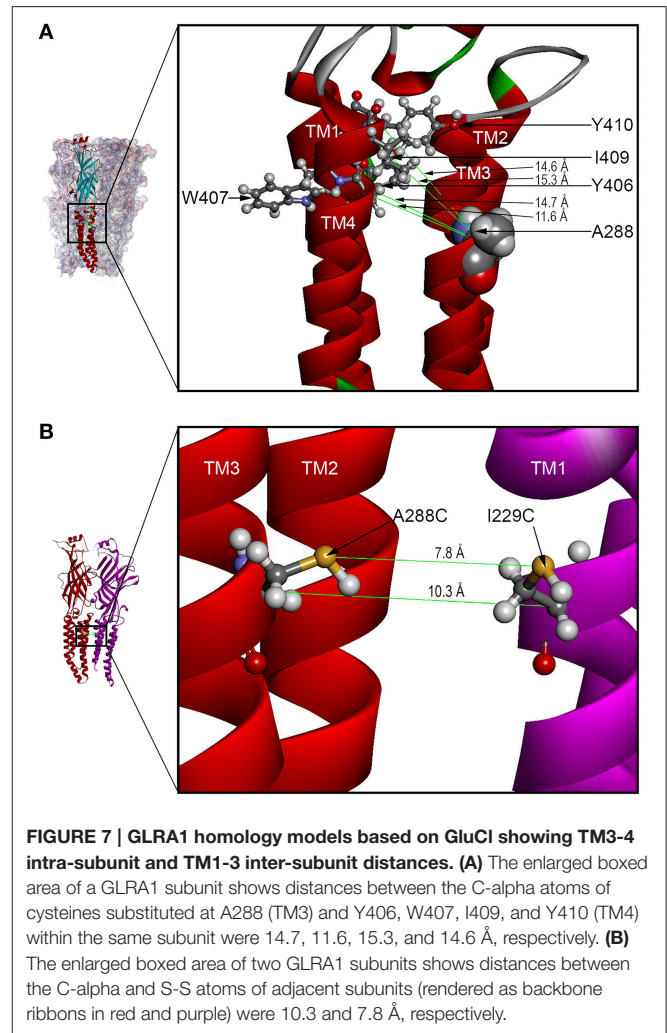 A
TM1
TM2
TM3
TM4
W407
Y410
I409
14.6 Å
15.3 Å
Y406
14.7 Å
11.6 Å
A288
B
TM3
TM2
TM1
A288C
I229C
7.8 Å
10.3 Å
FIGURE 7 | GLRA1 homology models based on GluCl showing TM3-4
intra-subunit and TM1-3 inter-subunit distances. (A) The enlarged boxed
area of a GLRA1 subunit shows distances between the C-alpha atoms of
cysteines substituted at A288 (TM3) and Y406, W407, I409, and Y410 (TM4)
within the same subunit were 14.7, 11.6, 15.3, and 14.6 Å, respectively. (B)
The enlarged boxed area of two GLRA1 subunits shows distances between
the C-alpha and S-S atoms of adjacent subunits (rendered as backbone
ribbons in red and purple) were 10.3 and 7.8 Å, respectively.